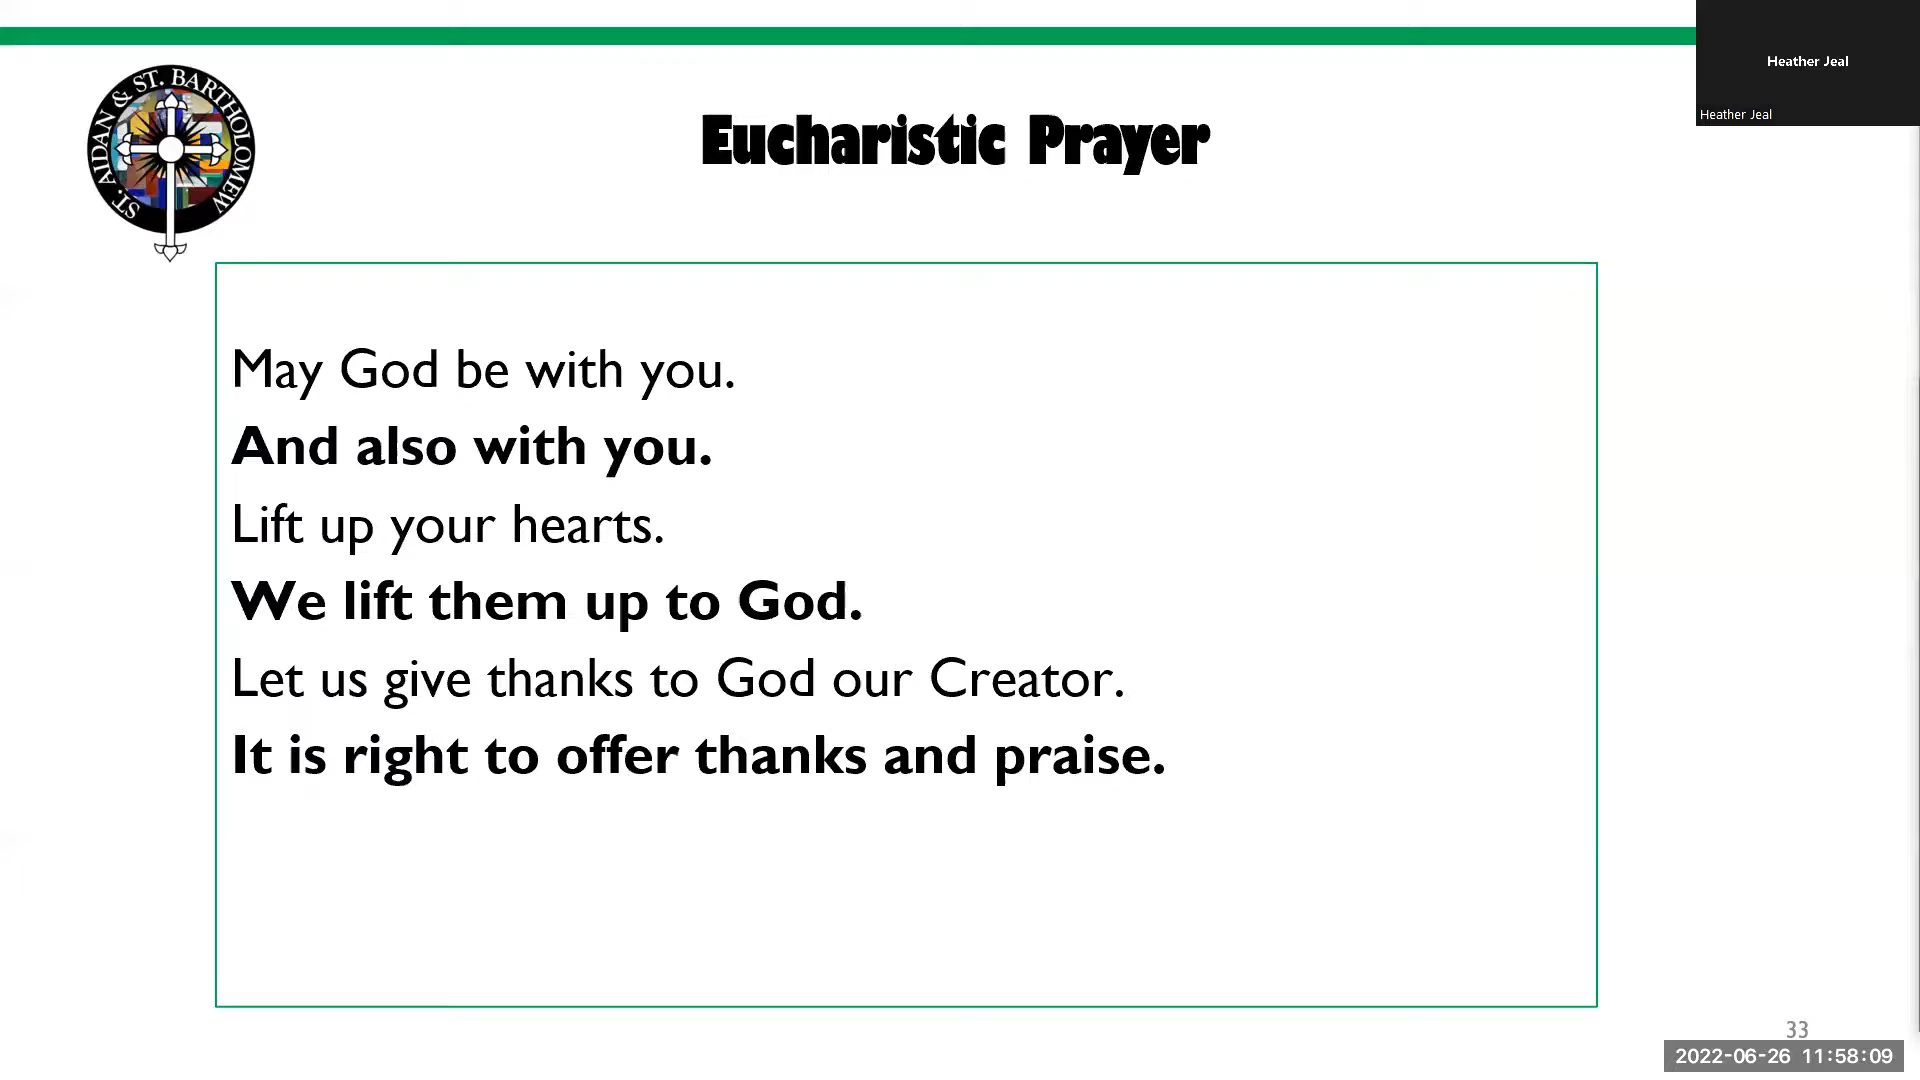 Heather Jeal
Heather Jeal
ST. AIDAN & ST. BARTHOLOMEW
Eucharistic Prayer
May God be with you.
And also with you.
Lift up your hearts.
We lift them up to God.
Let us give thanks to God our Creator.
It is right to offer thanks and praise.
33
2022-06-26 11:58:09